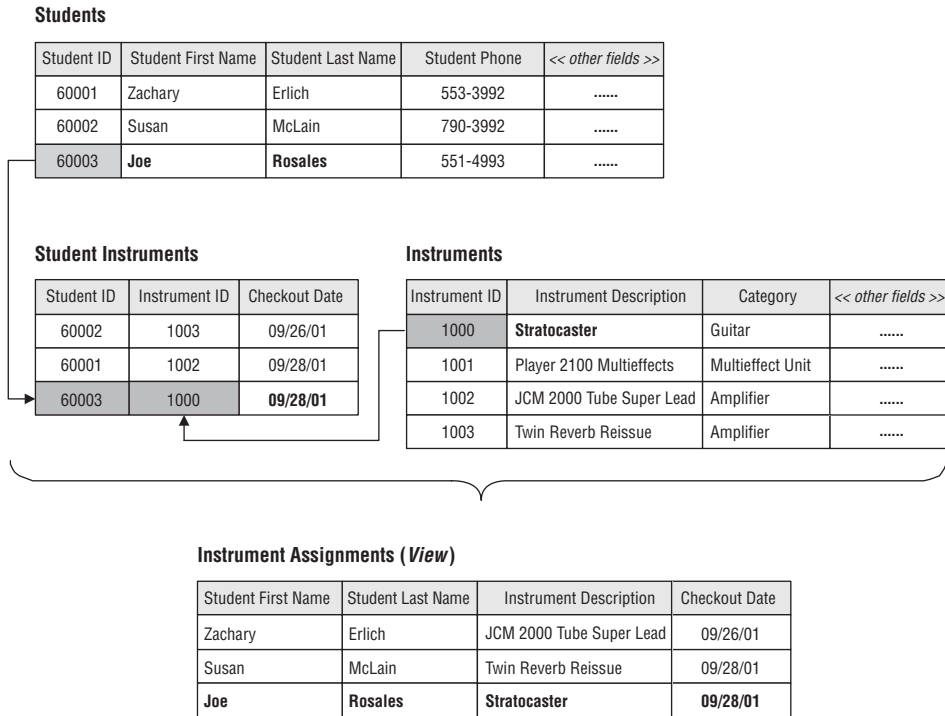 Students
Student ID Student First Name Student Last Name Student Phone << other fields >>
60001 Zachary Erlich 553-3992 ......
60002 Susan McLain 790-3992 ......
60003 Joe Rosales 551-4993 ......
Student Instruments
Student ID Instrument ID Checkout Date
60002 1003 09/26/01
60001 1002 09/28/01
60003 1000 09/28/01
Instruments
Instrument ID Instrument Description Category << other fields >>
1000 Stratocaster Guitar ......
1001 Player 2100 Multieffects Multieffect Unit ......
1002 JCM 2000 Tube Super Lead Amplifier ......
1003 Twin Reverb Reissue Amplifier ......
Instrument Assignments (View)
Student First Name Student Last Name Instrument Description Checkout Date
Zachary Erlich JCM 2000 Tube Super Lead 09/26/01
Susan McLain Twin Reverb Reissue 09/28/01
Joe Rosales Stratocaster 09/28/01